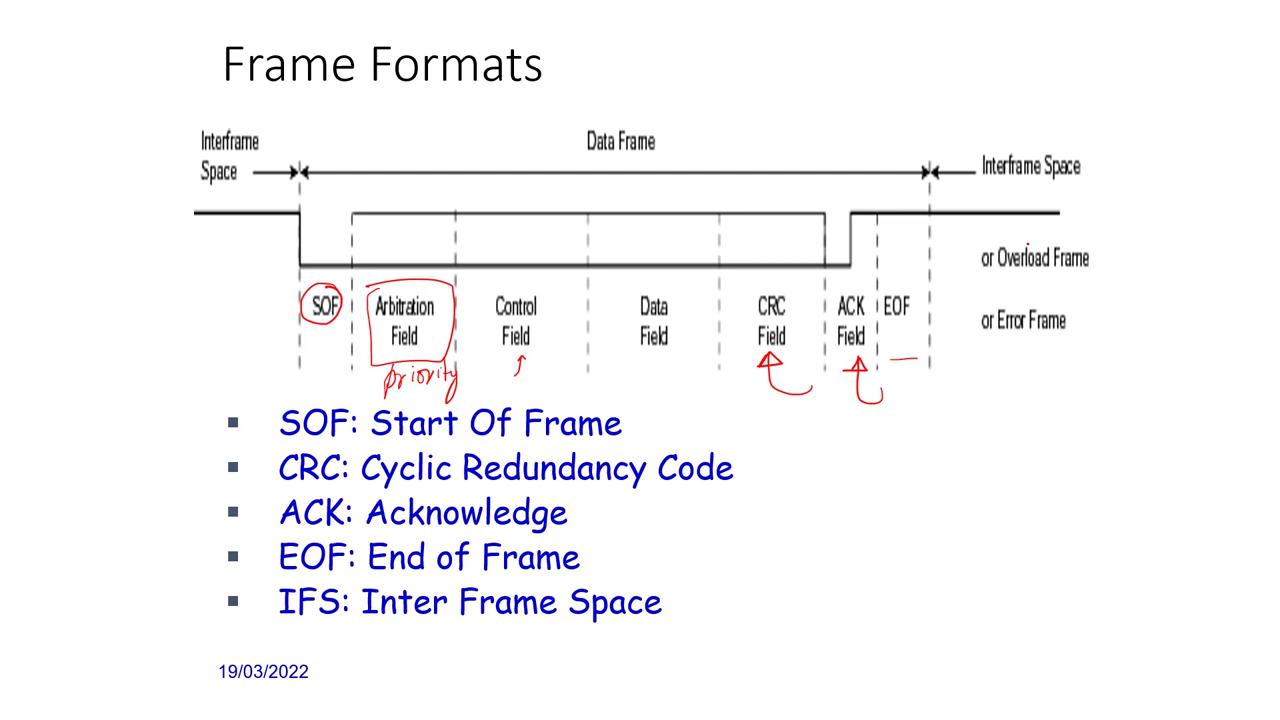 Frame Formats
Interframe
Space
Data Frame
Interframe Space
or Overload Frame
or Error Frame
SOF
Arbitration
Field
Control
Field
Data
Field
CRC
Field
ACK
Field
EOF
priority
SOF: Start Of Frame
CRC: Cyclic Redundancy Code
ACK: Acknowledge
EOF: End of Frame
IFS: Inter Frame Space
19/03/2022